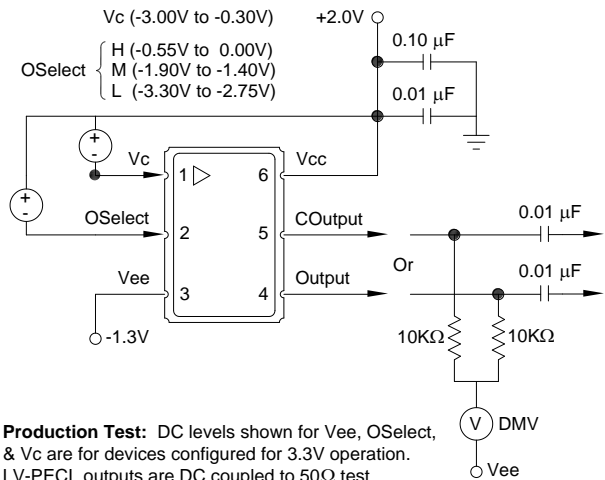 Vc (-3.00V to -0.30V)
+2.0V
H (-0.55V to 0.00V)
OSelect
M (-1.90V to -1.40V)
L (-3.30V to -2.75V)
0.10 μF
0.01 μF
+
-
Vc
1
6
Vcc
+
-
OSelect
2
5
COutput
0.01 μF
Or
Vee
3
4
Output
0.01 μF
-1.3V
10KΩ
10KΩ
V
DMV
Vee
Production Test: DC levels shown for Vee, OSelect,
& Vc are for devices configured for 3.3V operation.
LV-PECL outputs are DC coupled to 50Ω test